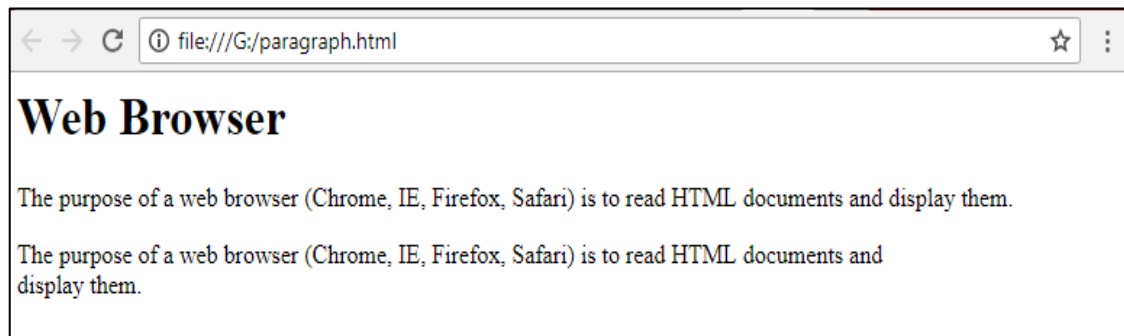 file:///G:/paragraph.html
Web Browser
The purpose of a web browser (Chrome, IE, Firefox, Safari) is to read HTML documents and display them.
The purpose of a web browser (Chrome, IE, Firefox, Safari) is to read HTML documents and
display them.